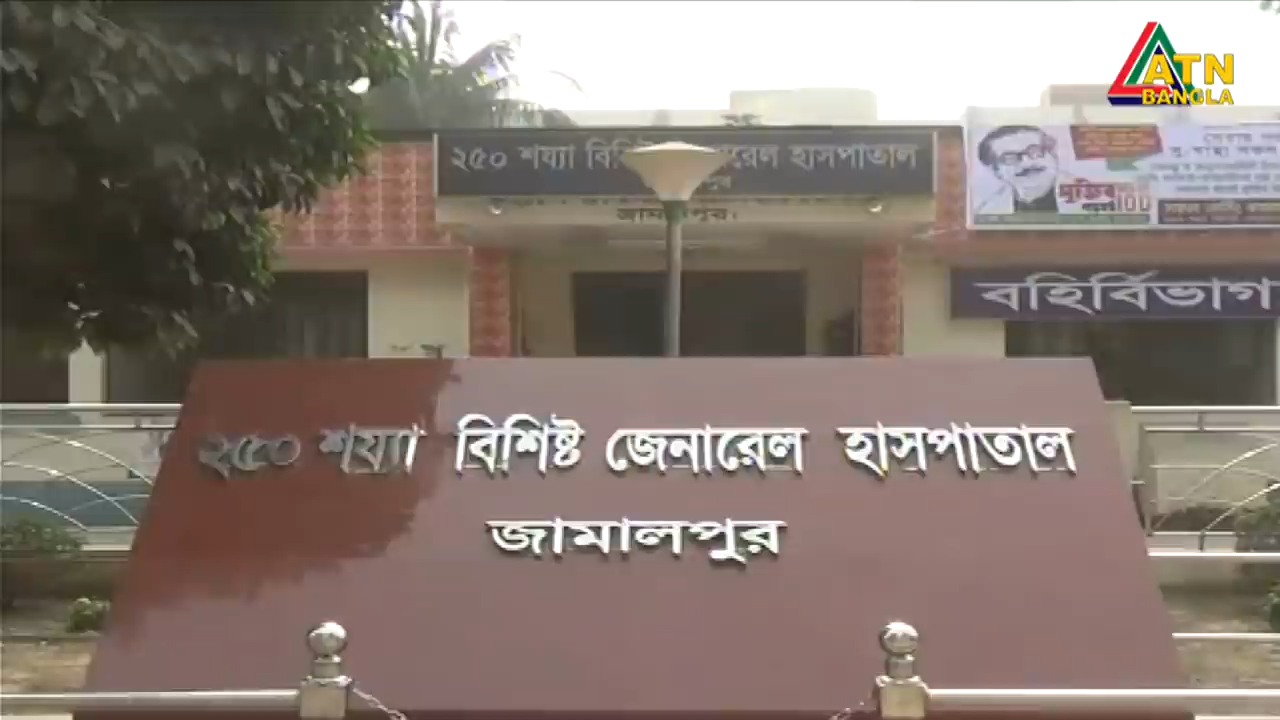 ATN
BANGLA
২৫০ শয্যা বিশিষ্ট জেনারেল হাসপাতাল
জামালপুর।
মুজিব
100
বহির্বিভাগ
২৫০ শয্যা বিশিষ্ট জেনারেল হাসপাতাল
জামালপুর